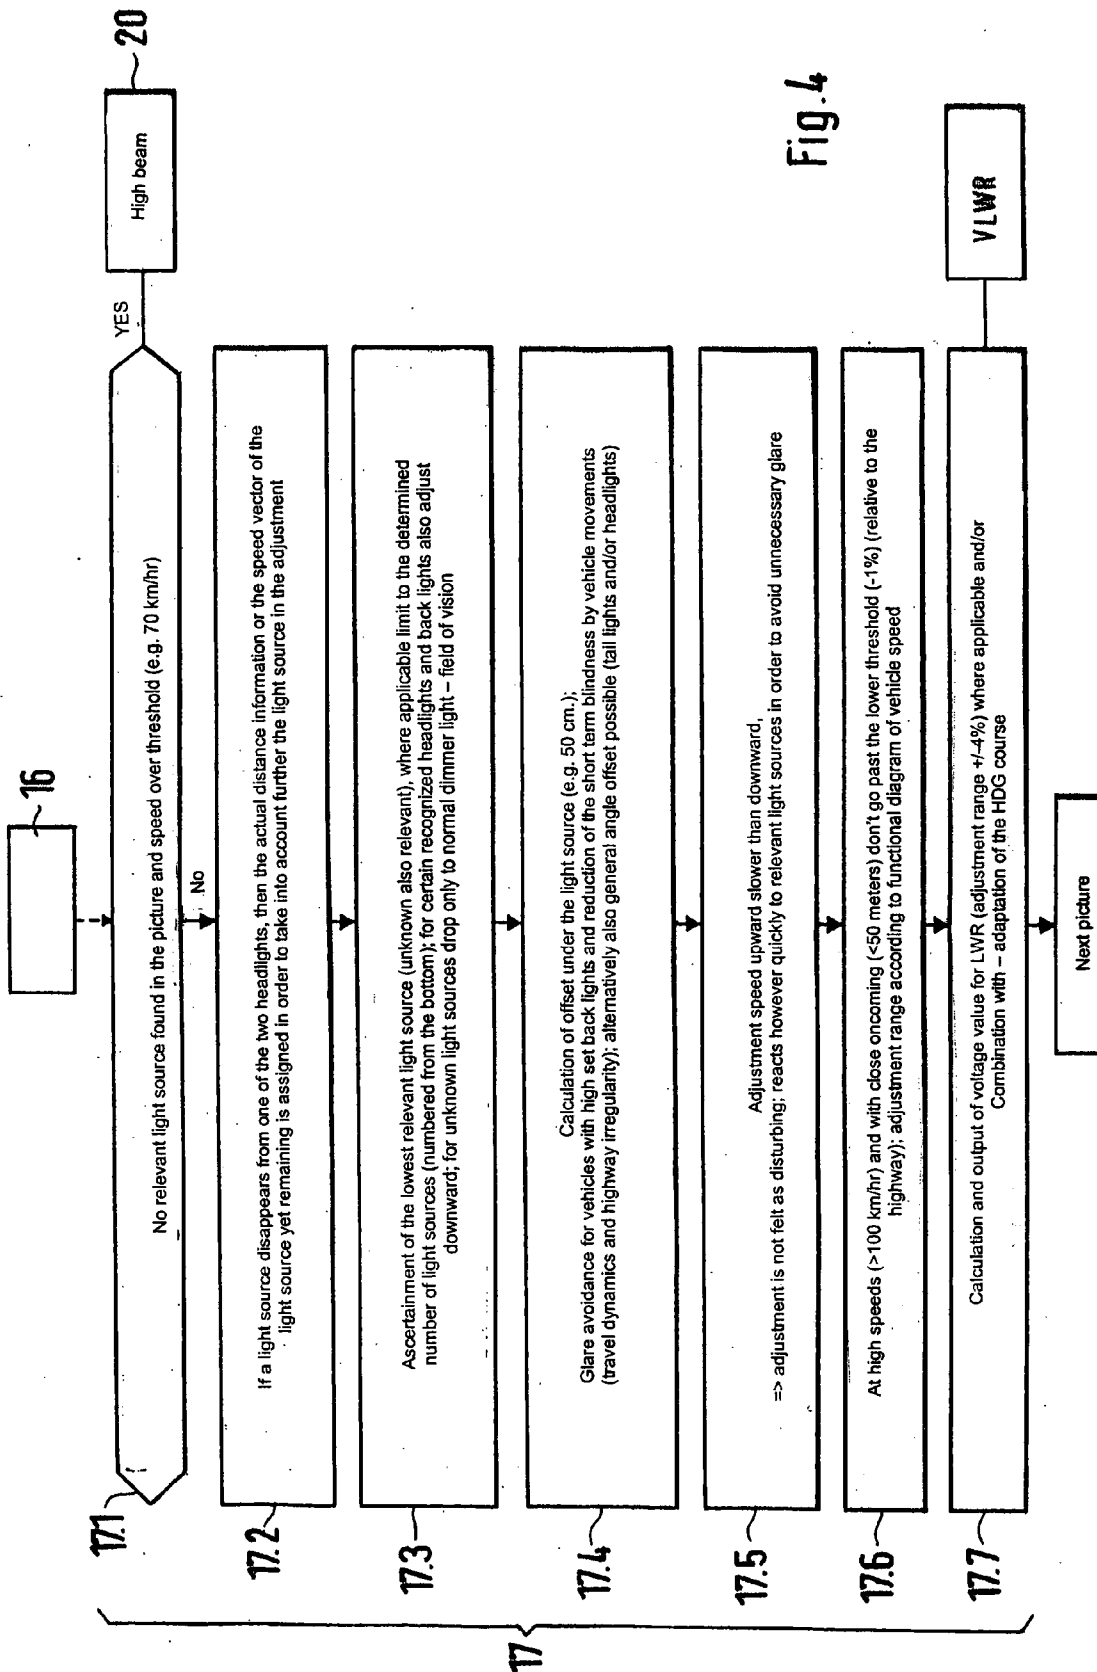 16
17.1
No relevant light source found in the picture and speed over threshold (e.g. 70 km/hr)
YES
High beam
20
No
17.2
If a light source disappears from one of the two headlights, then the actual distance information or the speed vector of the
light source yet remaining is assigned in order to take into account further the light source in the adjustment
17.3
Ascertainment of the lowest relevant light source (unknown also relevant), where applicable limit to the determined
number of light sources (numbered from the bottom); for certain recognized headlights and back lights also adjust
downward; for unknown light sources drop only to normal dimmer light – field of vision
17.4
Calculation of offset under the light source (e.g. 50 cm.);
Glare avoidance for vehicles with high set back lights and reduction of the short term blindness by vehicle movements
(travel dynamics and highway irregularity); alternatively also general angle offset possible (tail lights and/or headlights)
17.5
Adjustment speed upward slower than downward,
=> adjustment is not felt as disturbing; reacts however quickly to relevant light sources in order to avoid unnecessary glare
17.6
At high speeds (>100 km/hr) and with close oncoming (<50 meters) don't go past the lower threshold (-1%) (relative to the
highway); adjustment range according to functional diagram of vehicle speed
17.7
Calculation and output of voltage value for LWR (adjustment range +/-4%) where applicable and/or
Combination with – adaptation of the HDG course
VLWR
Next picture
17
Fig.4